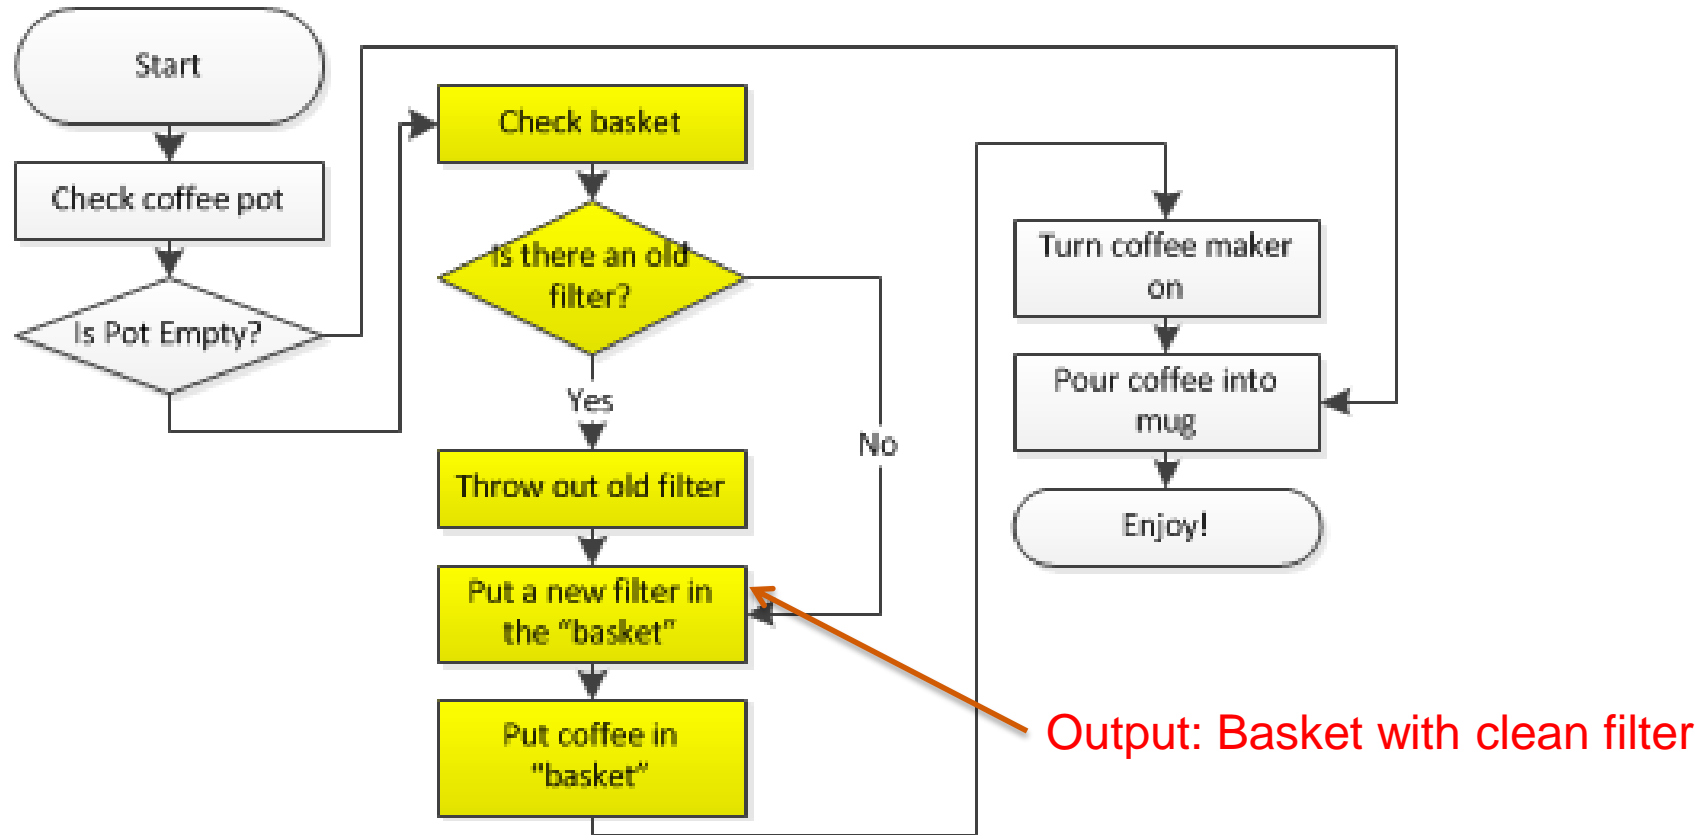 Start
Check coffee pot
Is Pot Empty?
Check basket
Is there an old
filter?
Yes
No
Throw out old filter
Put a new filter in
the “basket”
Put coffee in
“basket”
Turn coffee maker
on
Pour coffee into
mug
Enjoy!
Output: Basket with clean filter